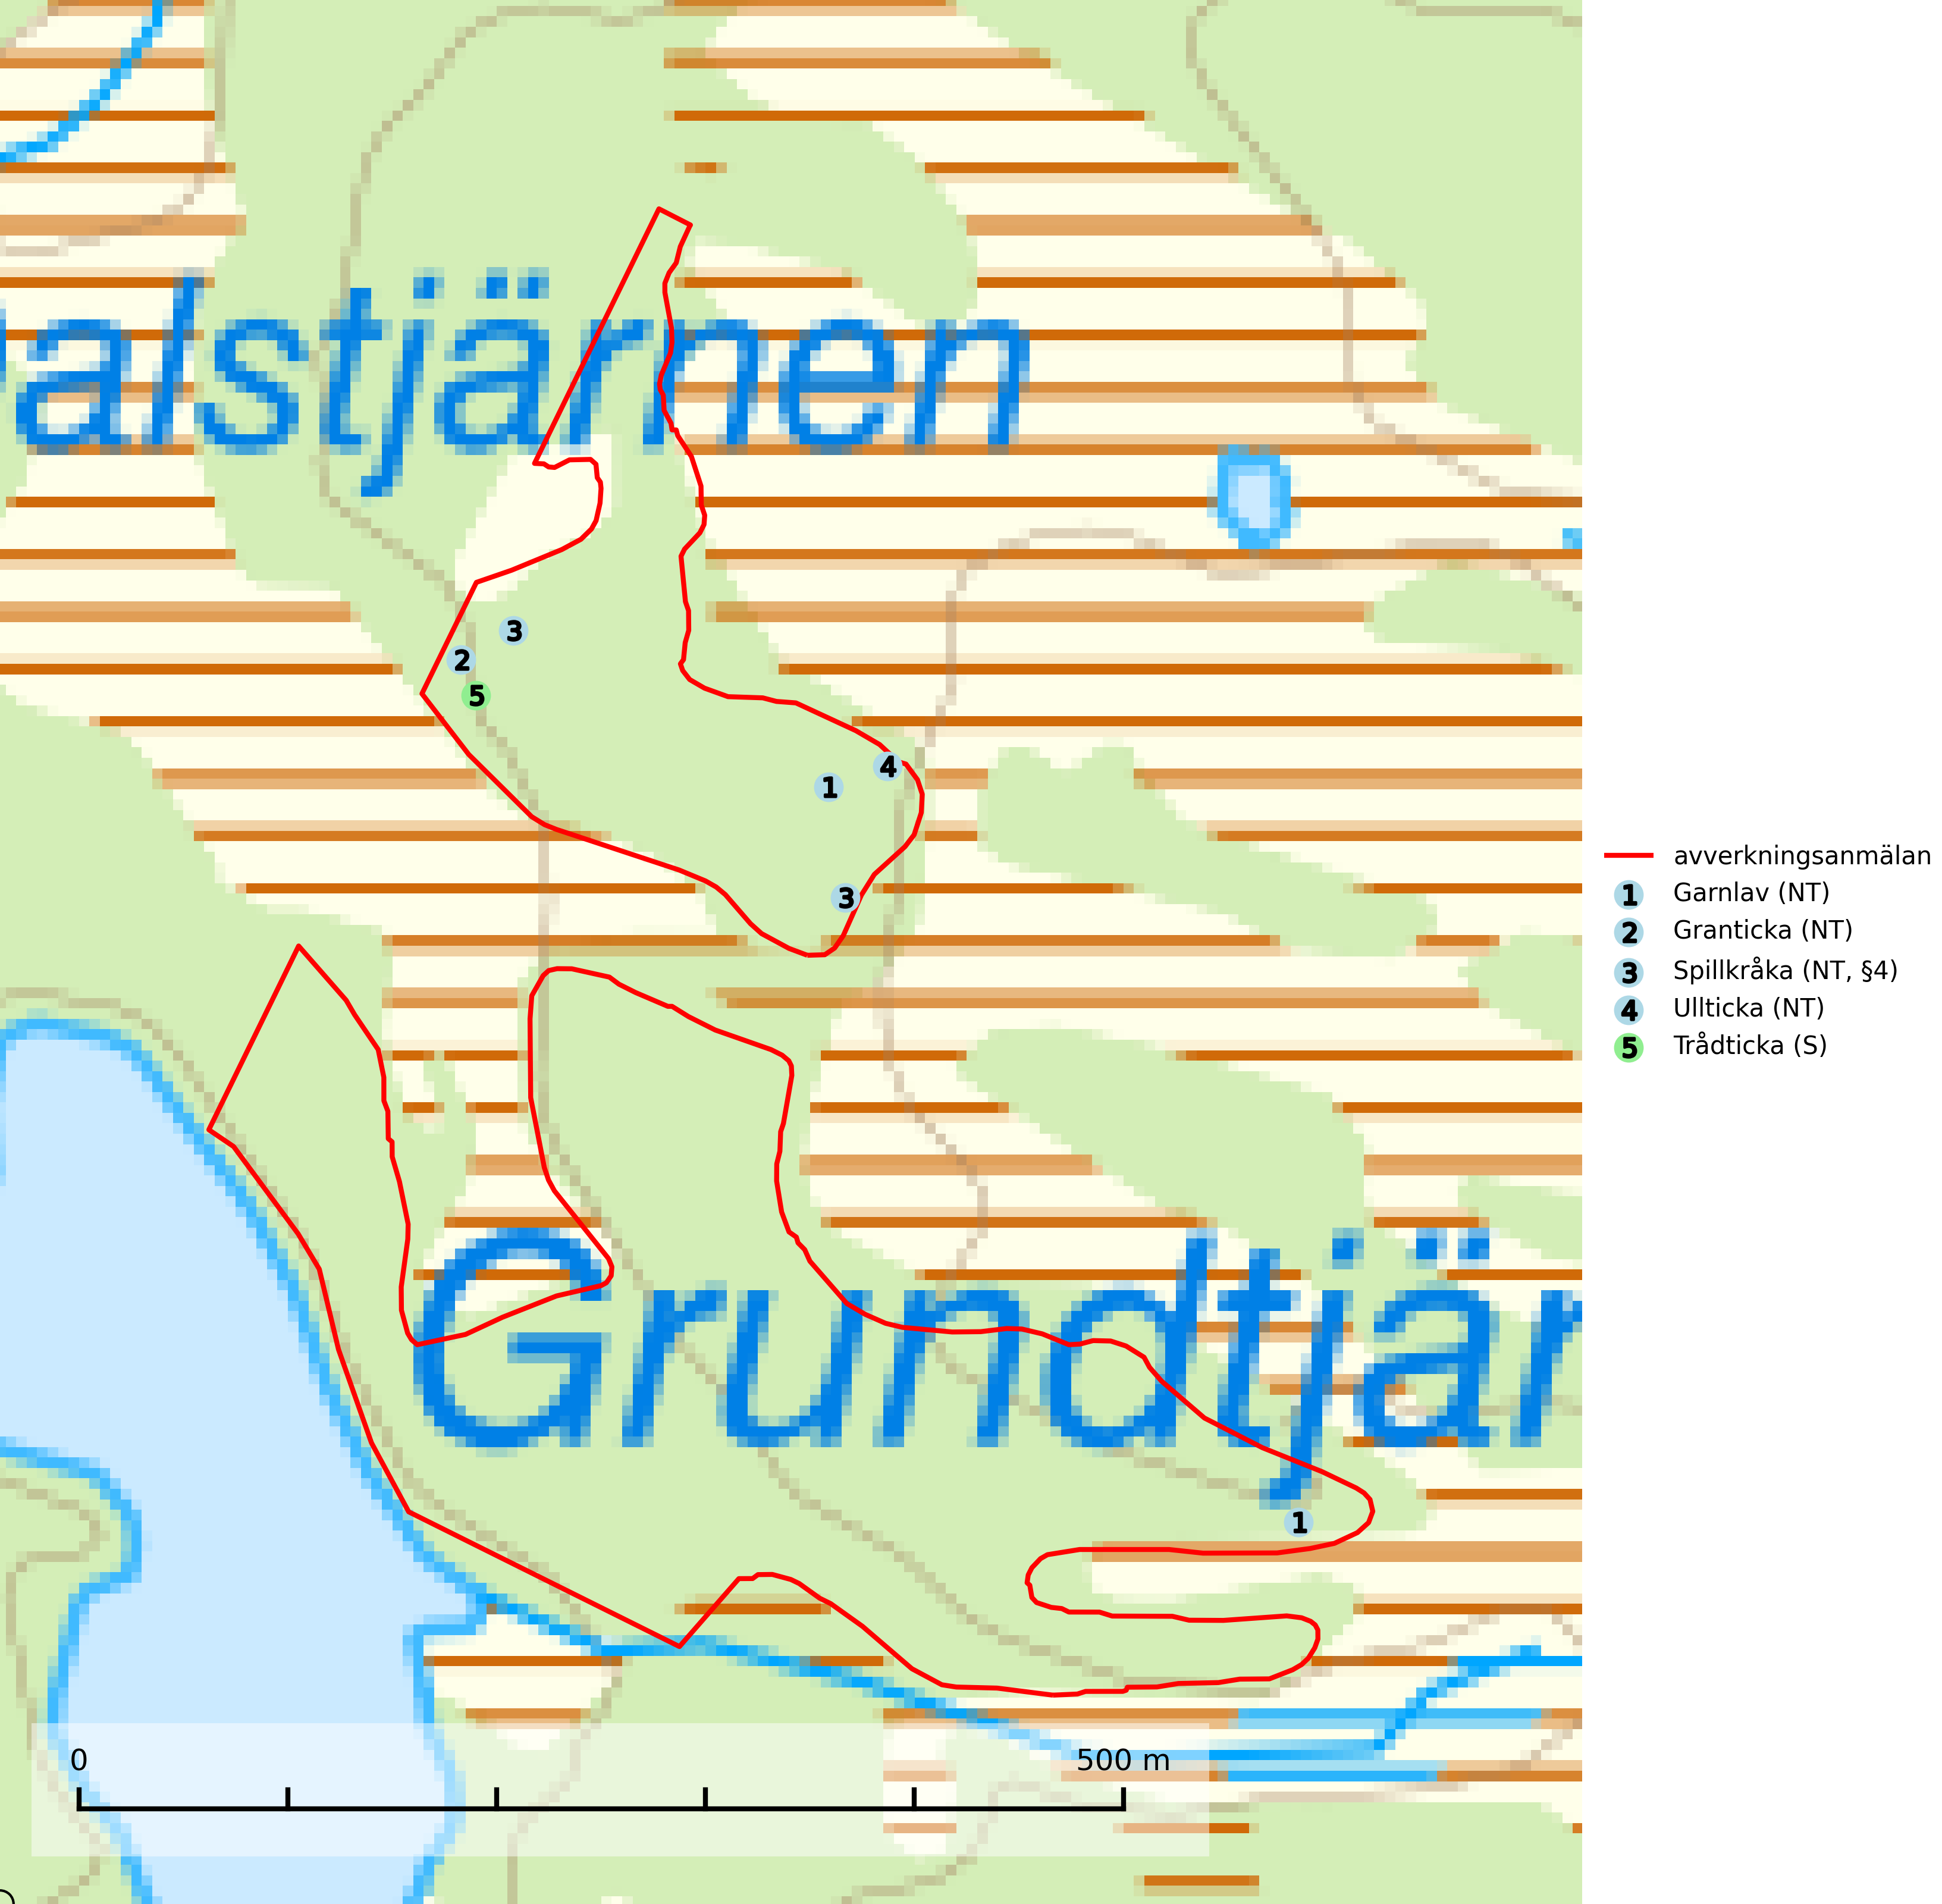 alstjärnen
3
2
5
4
1
3
avverkningsanmälan
1 Garnlav (NT)
2 Granticka (NT)
3 Spillkråka (NT, §4)
4 Ullticka (NT)
5 Trådticka (S)
Grundtjär
1
0 500 m